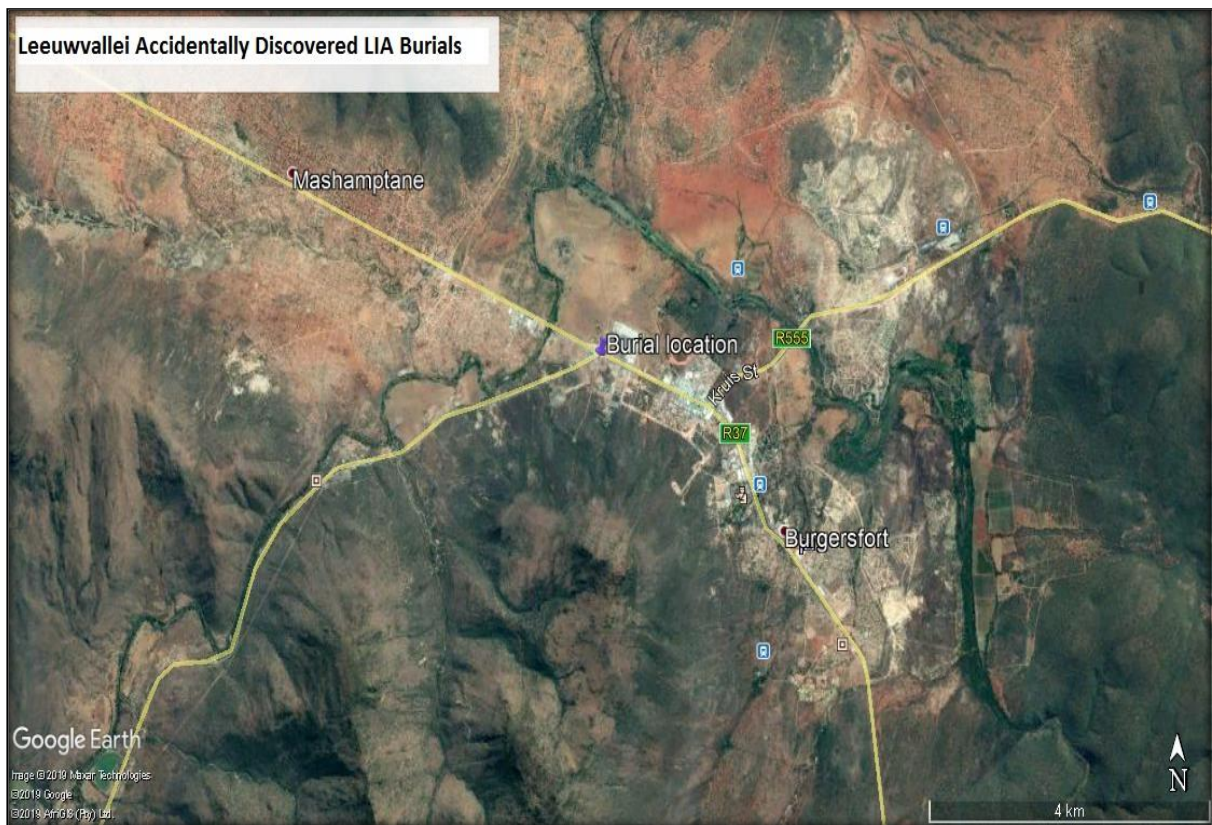 Leeuwvallei Accidentally Discovered LIA Burials
Mashamptane
Burial location
R555
Kruis St
R37
Burgersfort
Google Earth
Image © 2019 Maxar Technologies
© 2019 Google
© 2019 AfriGIS (Pty) Ltd.
N
4 km